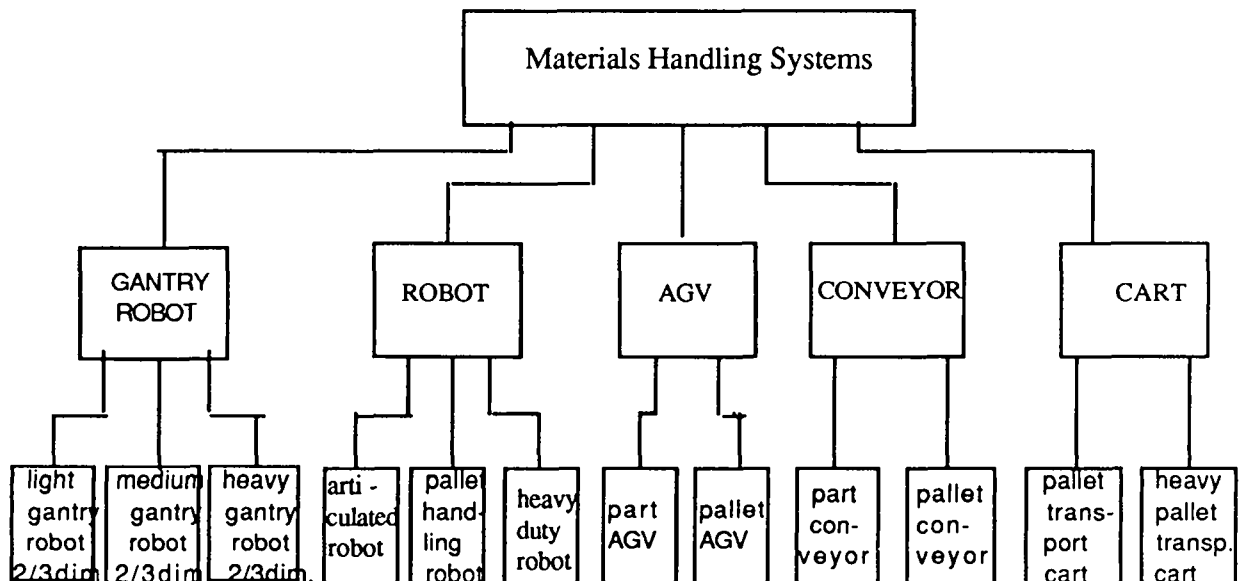 Materials Handling Systems
GANTRY
ROBOT
ROBOT
AGV
CONVEYOR
CART
light
gantry
robot
2/3dim
medium
gantry
robot
2/3dim
heavy
gantry
robot
2/3dim.
arti -
culated
robot
pallet
hand-
ling
robot
heavy
duty
robot
part
AGV
pallet
AGV
part
con-
veyor
pallet
con-
veyor
pallet
trans-
port
cart
heavy
pallet
transp.
cart